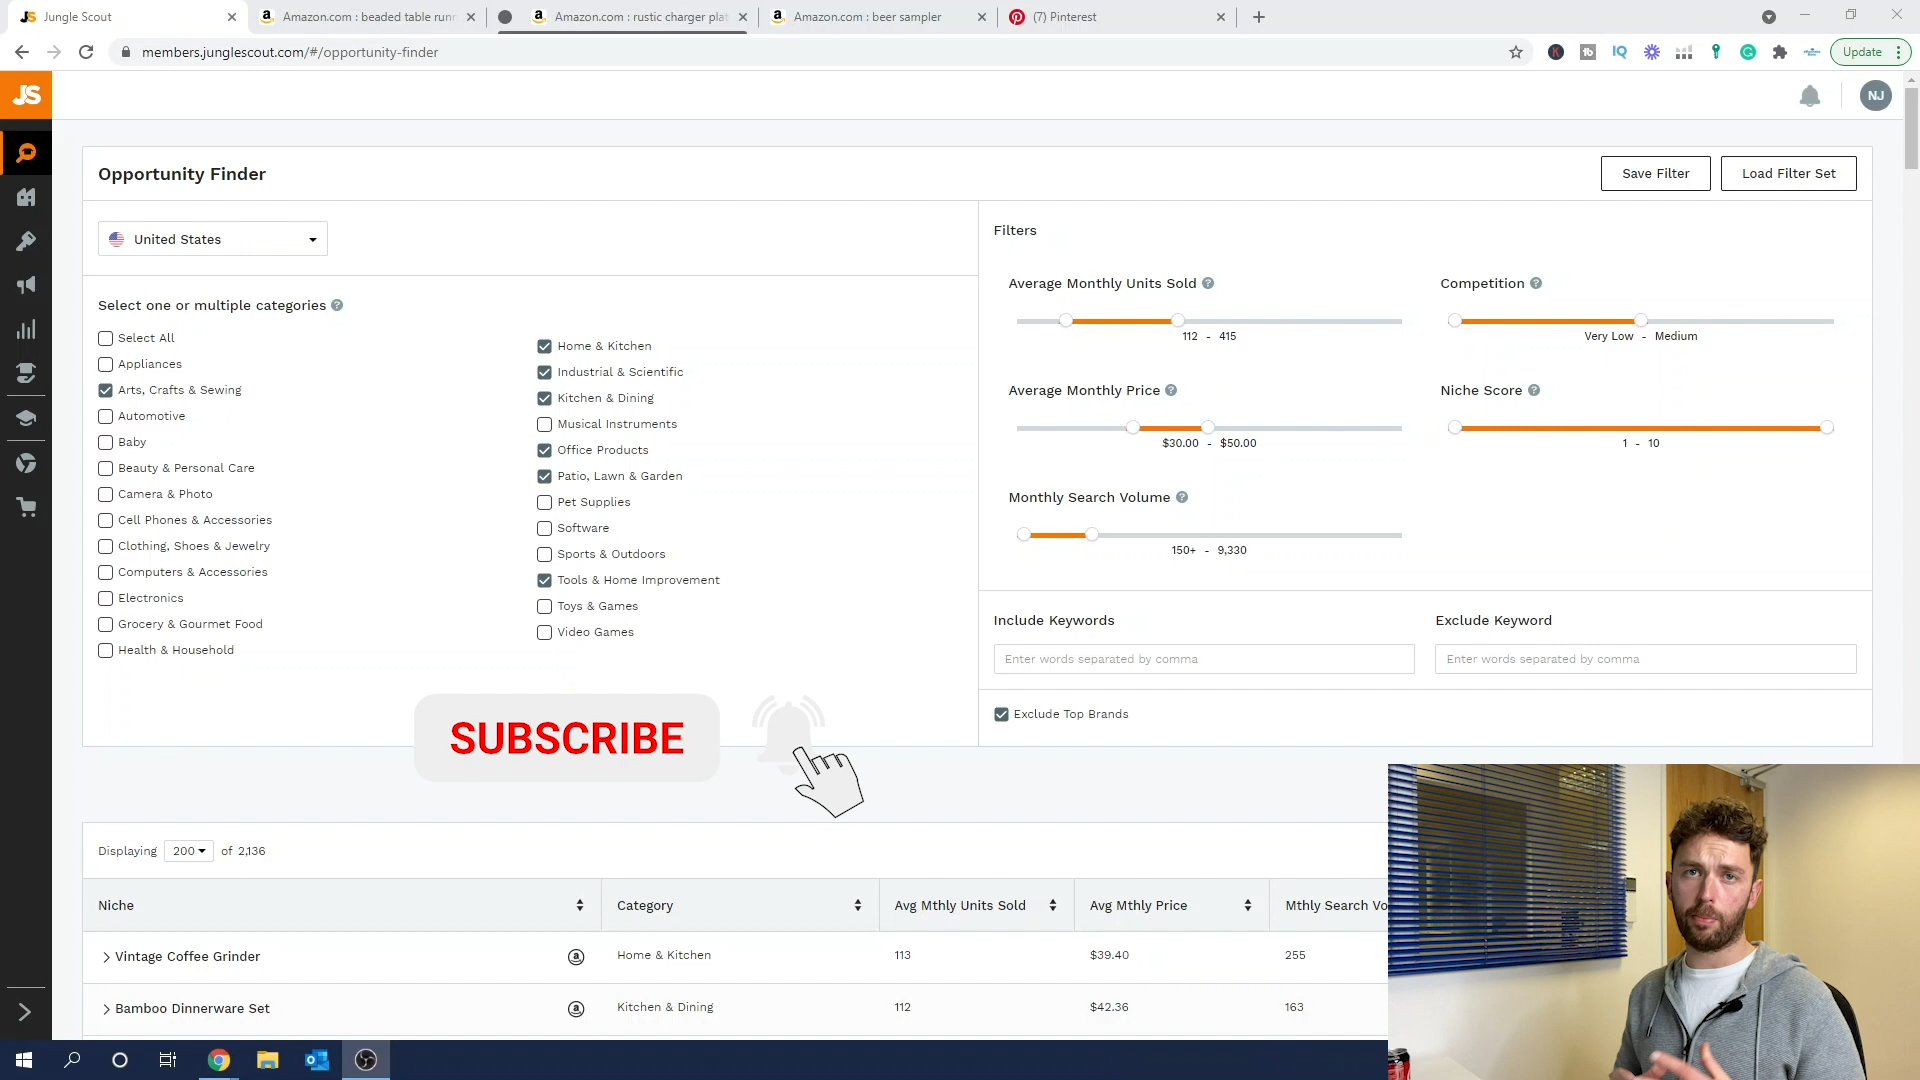 JS Jungle Scout
Amazon.com : beaded table runn
Amazon.com : rustic charger plat
Amazon.com : beer sampler
(7) Pinterest
members.junglescout.com/#/opportunity-finder
K
tb
IQ
G
Update
JS
NJ
Opportunity Finder
Save Filter
Load Filter Set
United States
Select one or multiple categories ?
Select All
Appliances
Arts, Crafts & Sewing
Automotive
Baby
Beauty & Personal Care
Camera & Photo
Cell Phones & Accessories
Clothing, Shoes & Jewelry
Computers & Accessories
Electronics
Grocery & Gourmet Food
Health & Household
Home & Kitchen
Industrial & Scientific
Kitchen & Dining
Musical Instruments
Office Products
Patio, Lawn & Garden
Pet Supplies
Software
Sports & Outdoors
Tools & Home Improvement
Toys & Games
Video Games
Filters
Average Monthly Units Sold ?
112 - 415
Competition ?
Very Low - Medium
Average Monthly Price ?
$30.00 - $50.00
Niche Score ?
1 - 10
Monthly Search Volume ?
150+ - 9,330
Include Keywords
Enter words separated by comma
Exclude Keyword
Enter words separated by comma
Exclude Top Brands
SUBSCRIBE
Displaying 200 of 2,136
Niche Category Avg Mthly Units Sold Avg Mthly Price Mthly Search Vo
Vintage Coffee Grinder Home & Kitchen 113 $39.40 255
Bamboo Dinnerware Set Kitchen & Dining 112 $42.36 163